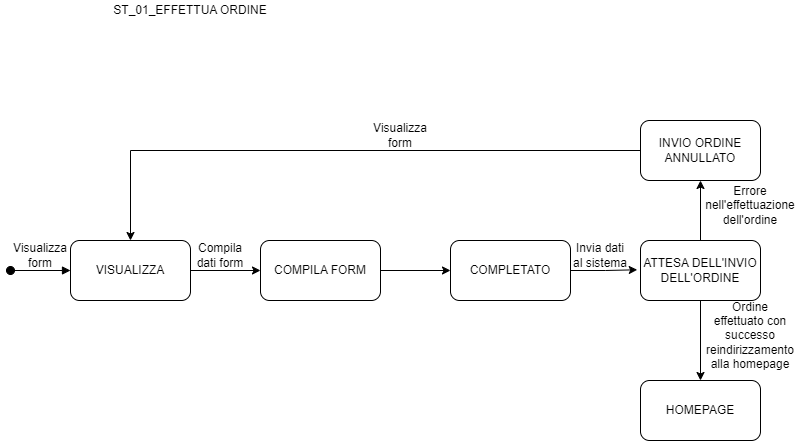 ST_01_EFFETTUA ORDINE
Visualizza
form
INVIO ORDINE
ANNULLATO
Errore
nell'effettuazione
dell'ordine
Visualizza
form
VISUALIZZA
Compila
dati form
COMPILA FORM
COMPLETATO
Invia dati
al sistema
ATTESA DELL'INVIO
DELL'ORDINE
Ordine
effettuato con
successo
reindirizzamento
alla homepage
HOMEPAGE